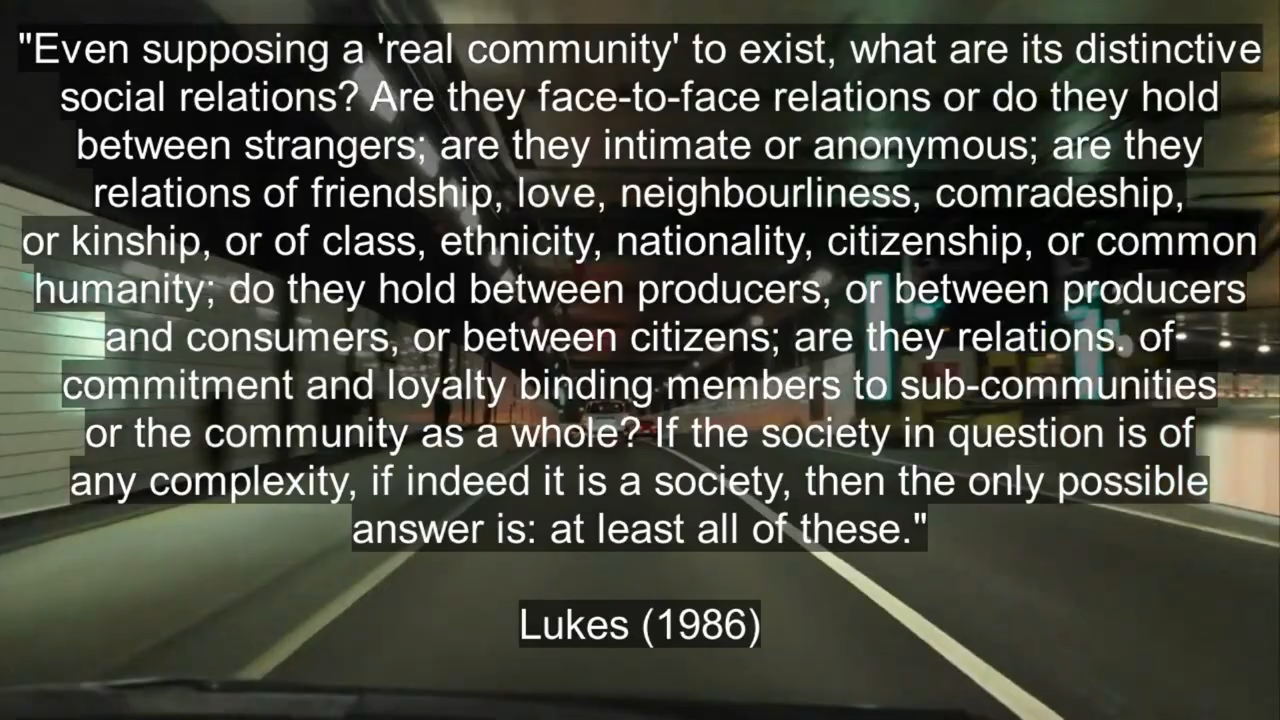 "Even supposing a 'real community' to exist, what are its distinctive
social relations? Are they face-to-face relations or do they hold
between strangers; are they intimate or anonymous; are they
relations of friendship, love, neighbourliness, comradeship,
or kinship, or of class, ethnicity, nationality, citizenship, or common
humanity; do they hold between producers, or between producers
and consumers, or between citizens; are they relations. of
commitment and loyalty binding members to sub-communities
or the community as a whole? If the society in question is of
any complexity, if indeed it is a society, then the only possible
answer is: at least all of these."
Lukes (1986)